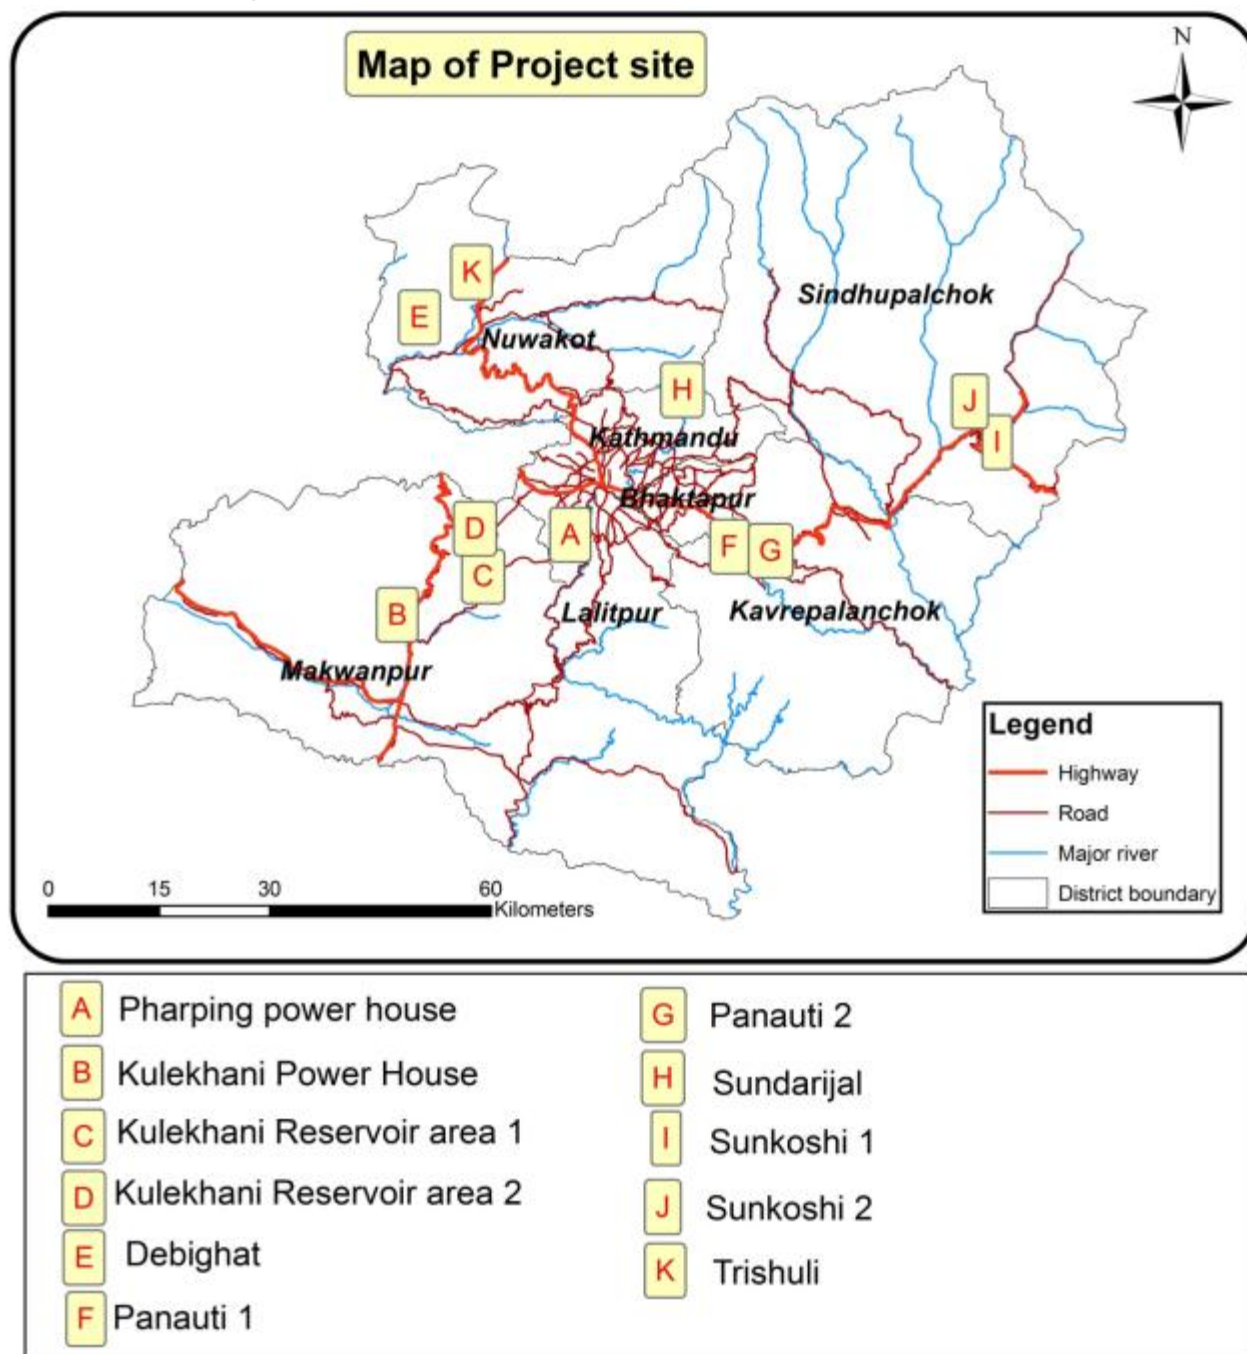 Map of Project site
N
K
E
Sindhupalchok
Nuwakot
H
J
I
Kathmandu
Bhaktapur
D
A
F
G
C
B
Lalitpur
Kavrepalanchok
Makwanpur
Legend
Highway
Road
Major river
District boundary
0 15 30 60
Kilometers
A Pharping power house
B Kulekhani Power House
C Kulekhani Reservoir area 1
D Kulekhani Reservoir area 2
E Debighat
F Panauti 1
G Panauti 2
H Sundarijal
I Sunkoshi 1
J Sunkoshi 2
K Trishuli